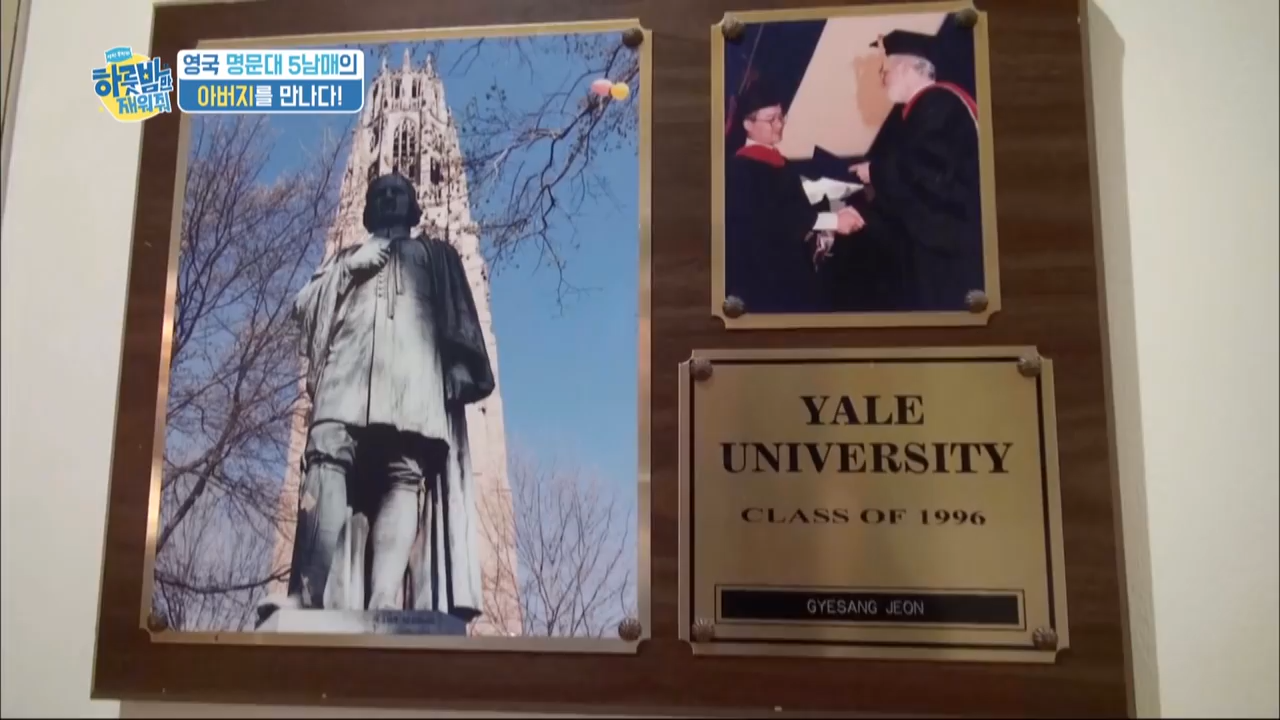 하룻밤만
재워줘
영국 명문대 5남매의
아버지를 만나다!
YALE
UNIVERSITY
CLASS OF 1996
GYESANG JEON